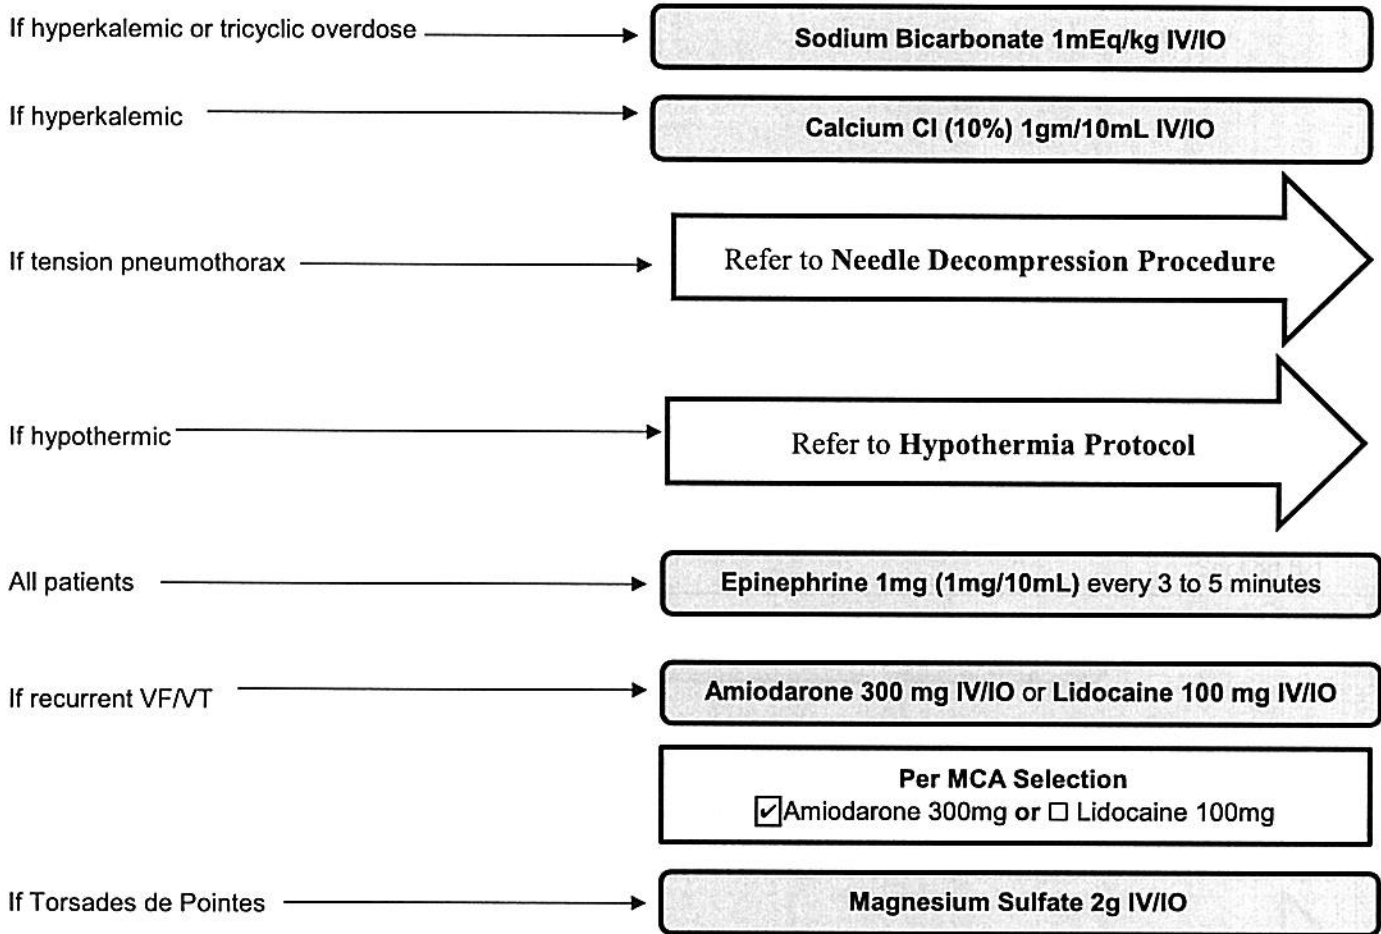 If hyperkalemic or tricyclic overdose
Sodium Bicarbonate 1mEq/kg IV/IO
If hyperkalemic
Calcium Cl (10%) 1gm/10mL IV/IO
If tension pneumothorax
Refer to Needle Decompression Procedure
If hypothermic
Refer to Hypothermia Protocol
All patients
Epinephrine 1mg (1mg/10mL) every 3 to 5 minutes
If recurrent VF/VT
Amiodarone 300 mg IV/IO or Lidocaine 100 mg IV/IO
Per MCA Selection
☑Amiodarone 300mg or ☐ Lidocaine 100mg
If Torsades de Pointes
Magnesium Sulfate 2g IV/IO